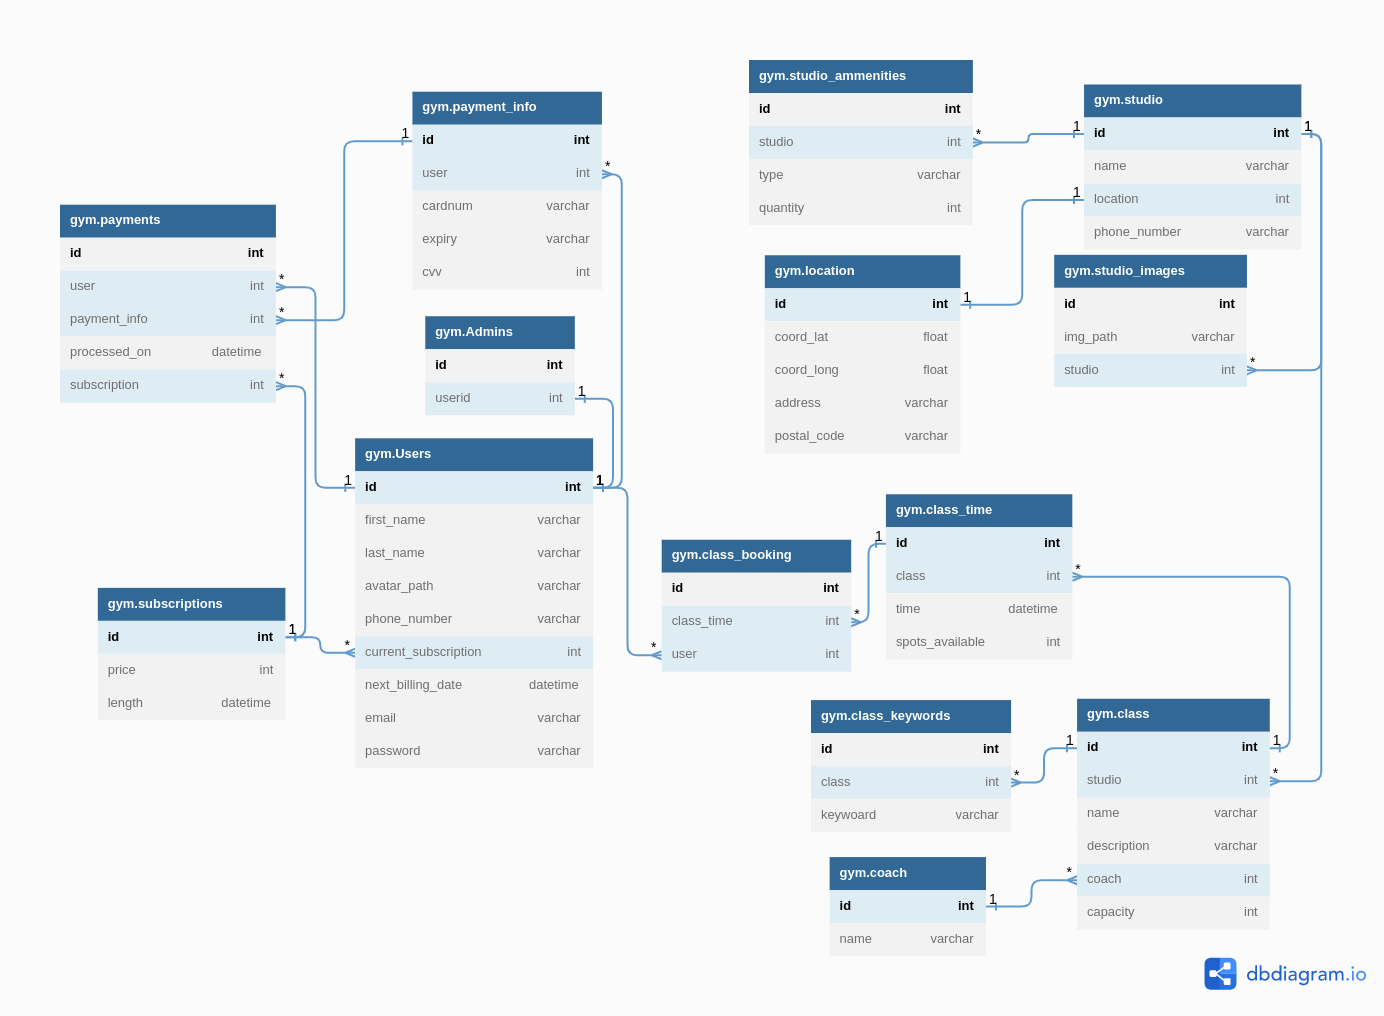 gym.payment_info
id int
user int
cardnum varchar
expiry varchar
cvv int
gym.payments
id int
user int
payment_info int
processed_on datetime
subscription int
gym.Admins
id int
userid int
gym.Users
id int
first_name varchar
last_name varchar
avatar_path varchar
phone_number varchar
current_subscription int
next_billing_date datetime
email varchar
password varchar
gym.subscriptions
id int
price int
length datetime
gym.studio_ammenities
id int
studio int
type varchar
quantity int
gym.studio
id int
name varchar
location int
phone_number varchar
gym.location
id int
coord_lat float
coord_long float
address varchar
postal_code varchar
gym.studio_images
id int
img_path varchar
studio int
gym.class_booking
id int
class_time int
user int
gym.class_time
id int
class int
time datetime
spots_available int
gym.class_keywords
id int
class int
keywoard varchar
gym.class
id int
studio int
name varchar
description varchar
coach int
capacity int
gym.coach
id int
name varchar
dbdiagram.io
1
*
*
*
*
1
1
1
1
*
*
*
1
1
1
1
*
1
*
*
1
1
*
*
1
*